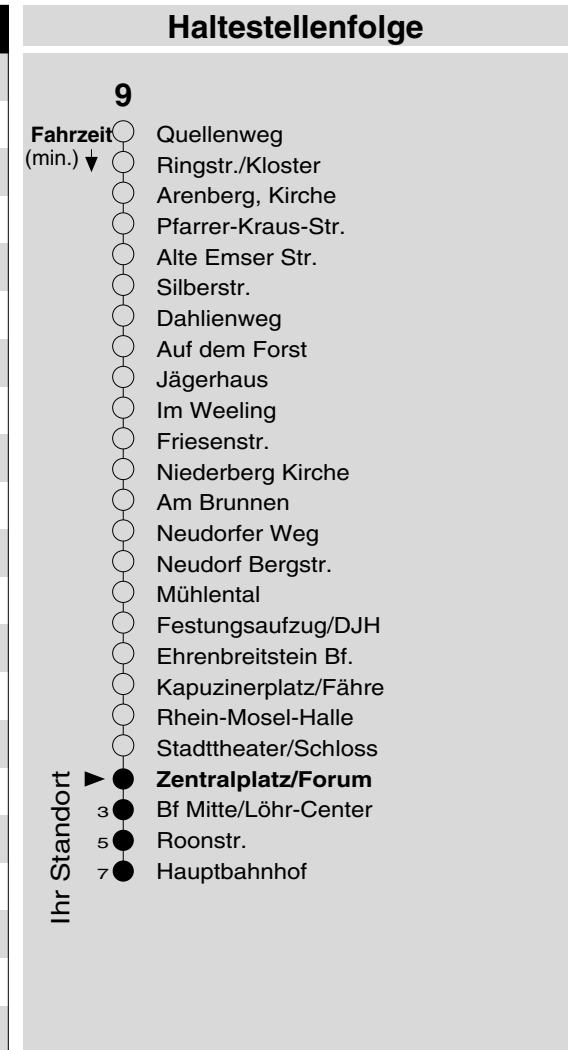 Haltestellenfolge
9
Fahrzeit Quellenweg
(min.) Ringstr./Kloster
Arenberg, Kirche
Pfarrer-Kraus-Str.
Alte Emser Str.
Silberstr.
Dahlienweg
Auf dem Forst
Jägerhaus
Im Weeling
Friesenstr.
Niederberg Kirche
Am Brunnen
Neudorfer Weg
Neudorf Bergstr.
Mühlental
Festungsaufzug/DJH
Ehrenbreitstein Bf.
Kapuzinerplatz/Fähre
Rhein-Mosel-Halle
Stadttheater/Schloss
Zentralplatz/Forum
3 Bf Mitte/Löhr-Center
5 Roonstr.
7 Hauptbahnhof
Ihr Standort